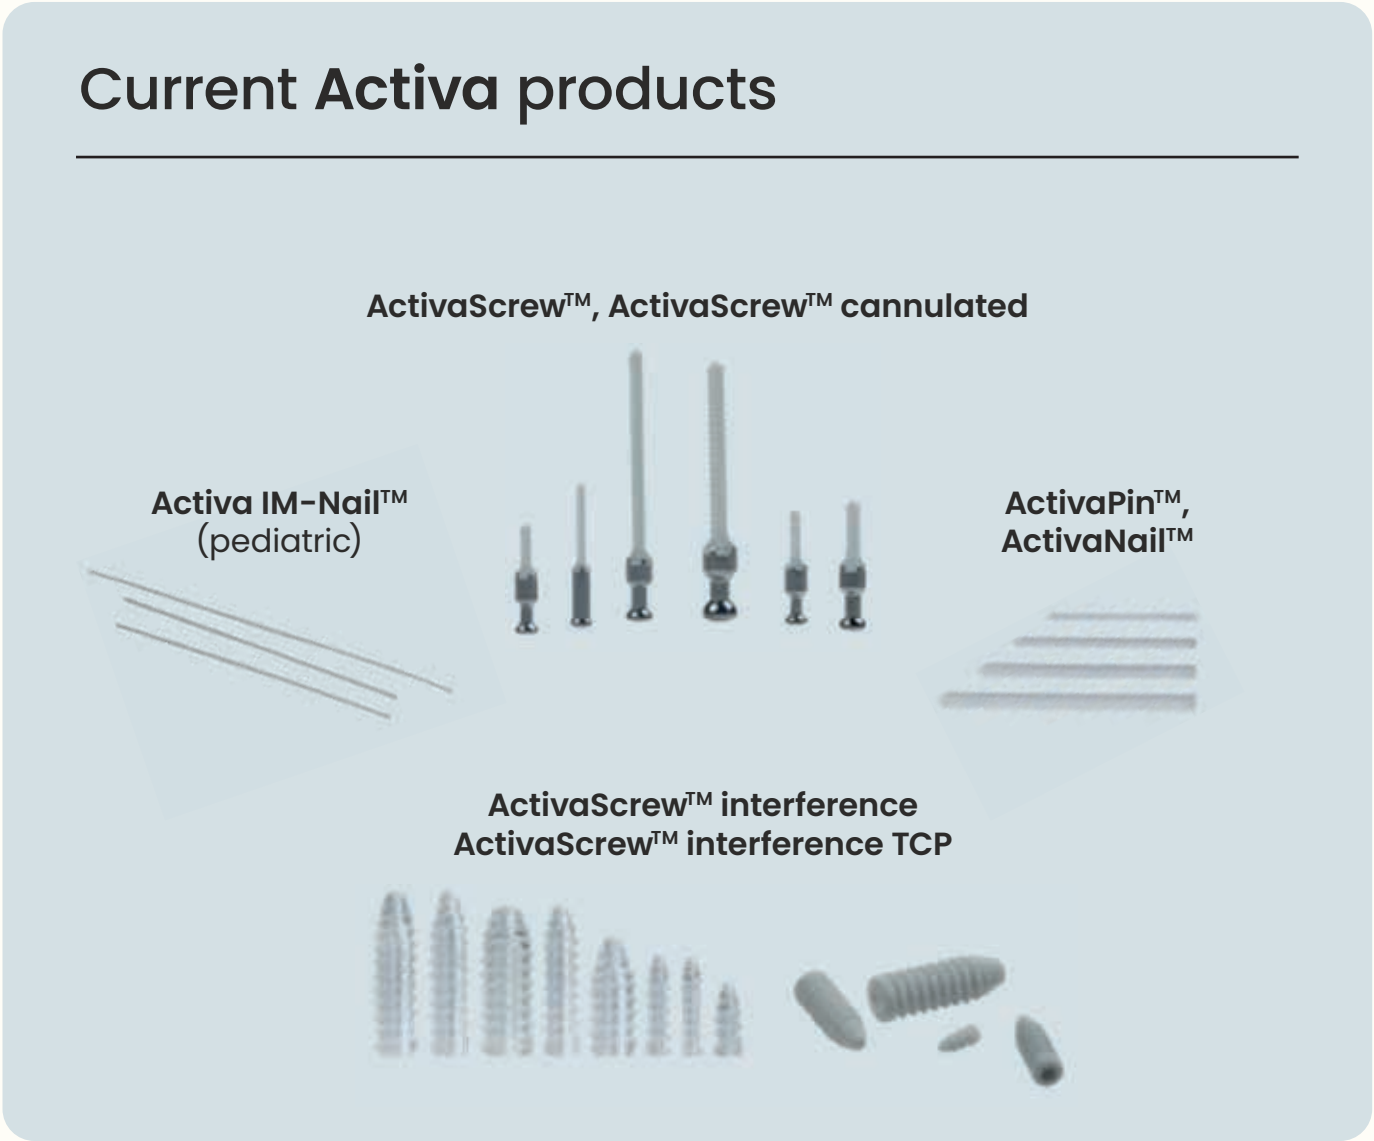 Current Activa products
ActivaScrew™, ActivaScrew™ cannulated
Activa IM-Nail™
(pediatric)
ActivaPin™,
ActivaNail™
ActivaScrew™ interference
ActivaScrew™ interference TCP